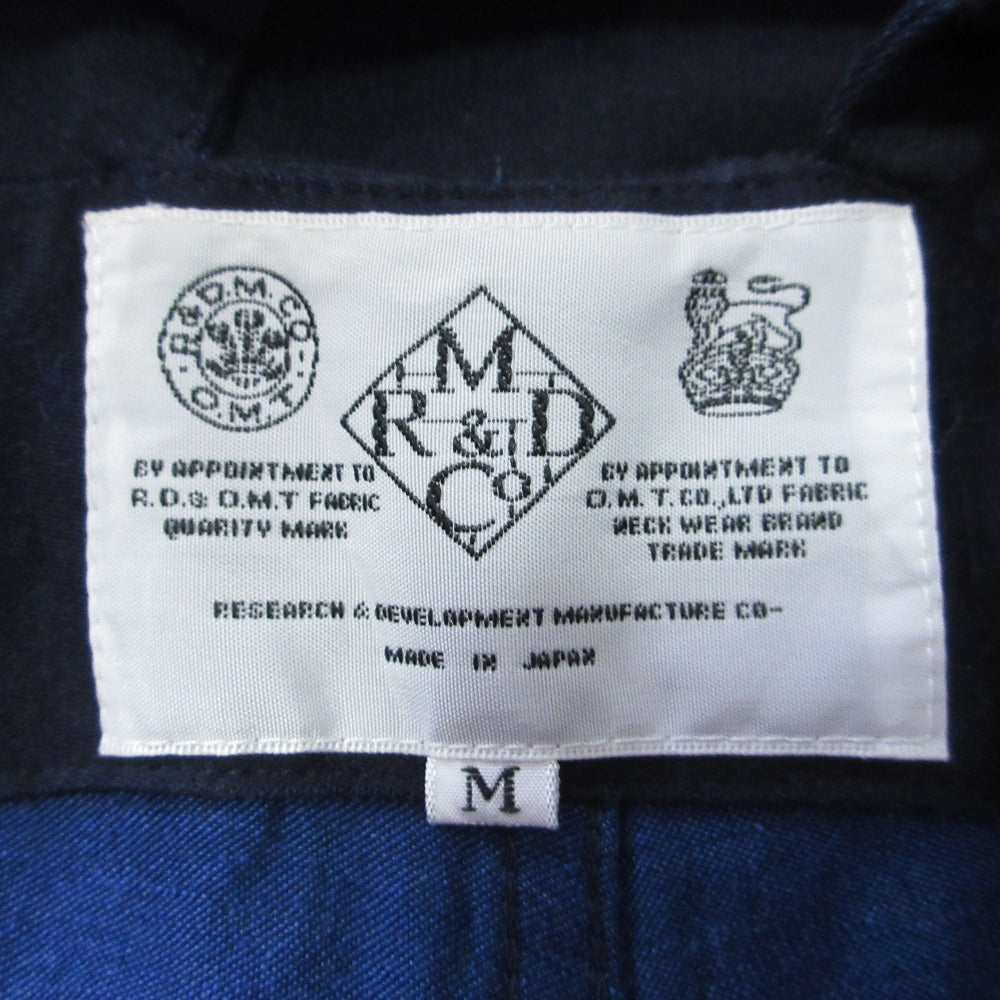 R.&D.M.CO
O.M.T
M
R & D
Co
BY APPOINTMENT TO
R.D.& O.M.T FABRIC
QUARITY MARK
BY APPOINTMENT TO
O.M.T.CO.,LTD FABRIC
NECK WEAR BRAND
TRADE MARK
RESEARCH & DEVELOPMENT MANUFACTURE CO-
MADE IN JAPAN
M